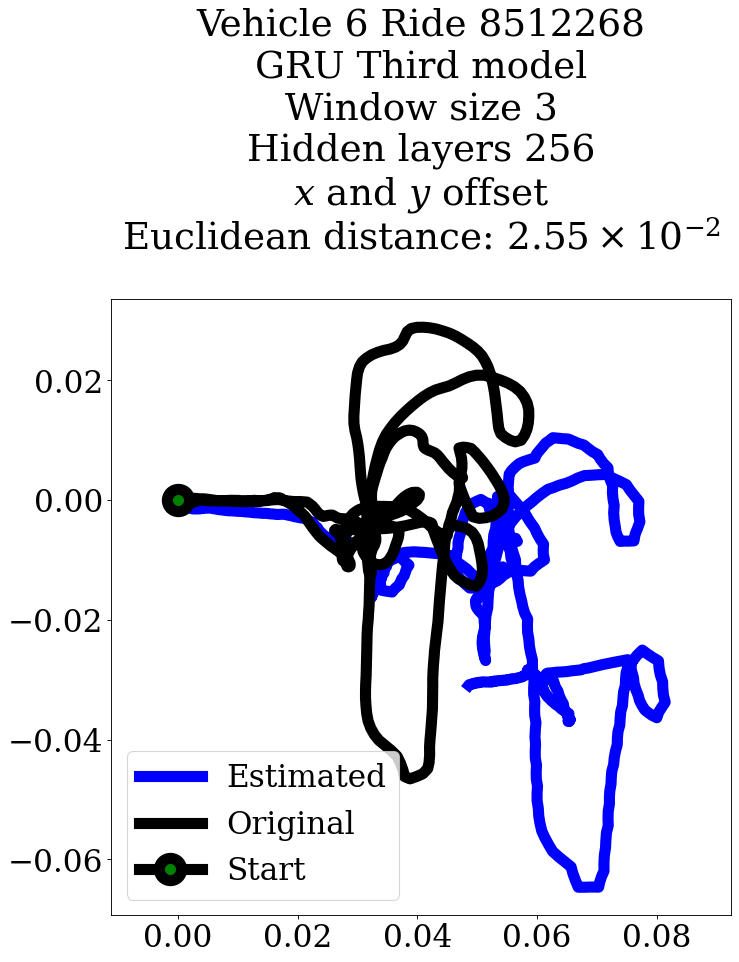 Vehicle 6 Ride 8512268
GRU Third model
Window size 3
Hidden layers 256
x and y offset
Euclidean distance: 2.55 × 10⁻²
0.02
0.00
−0.02
−0.04
−0.06
Estimated
Original
Start
0.00 0.02 0.04 0.06 0.08